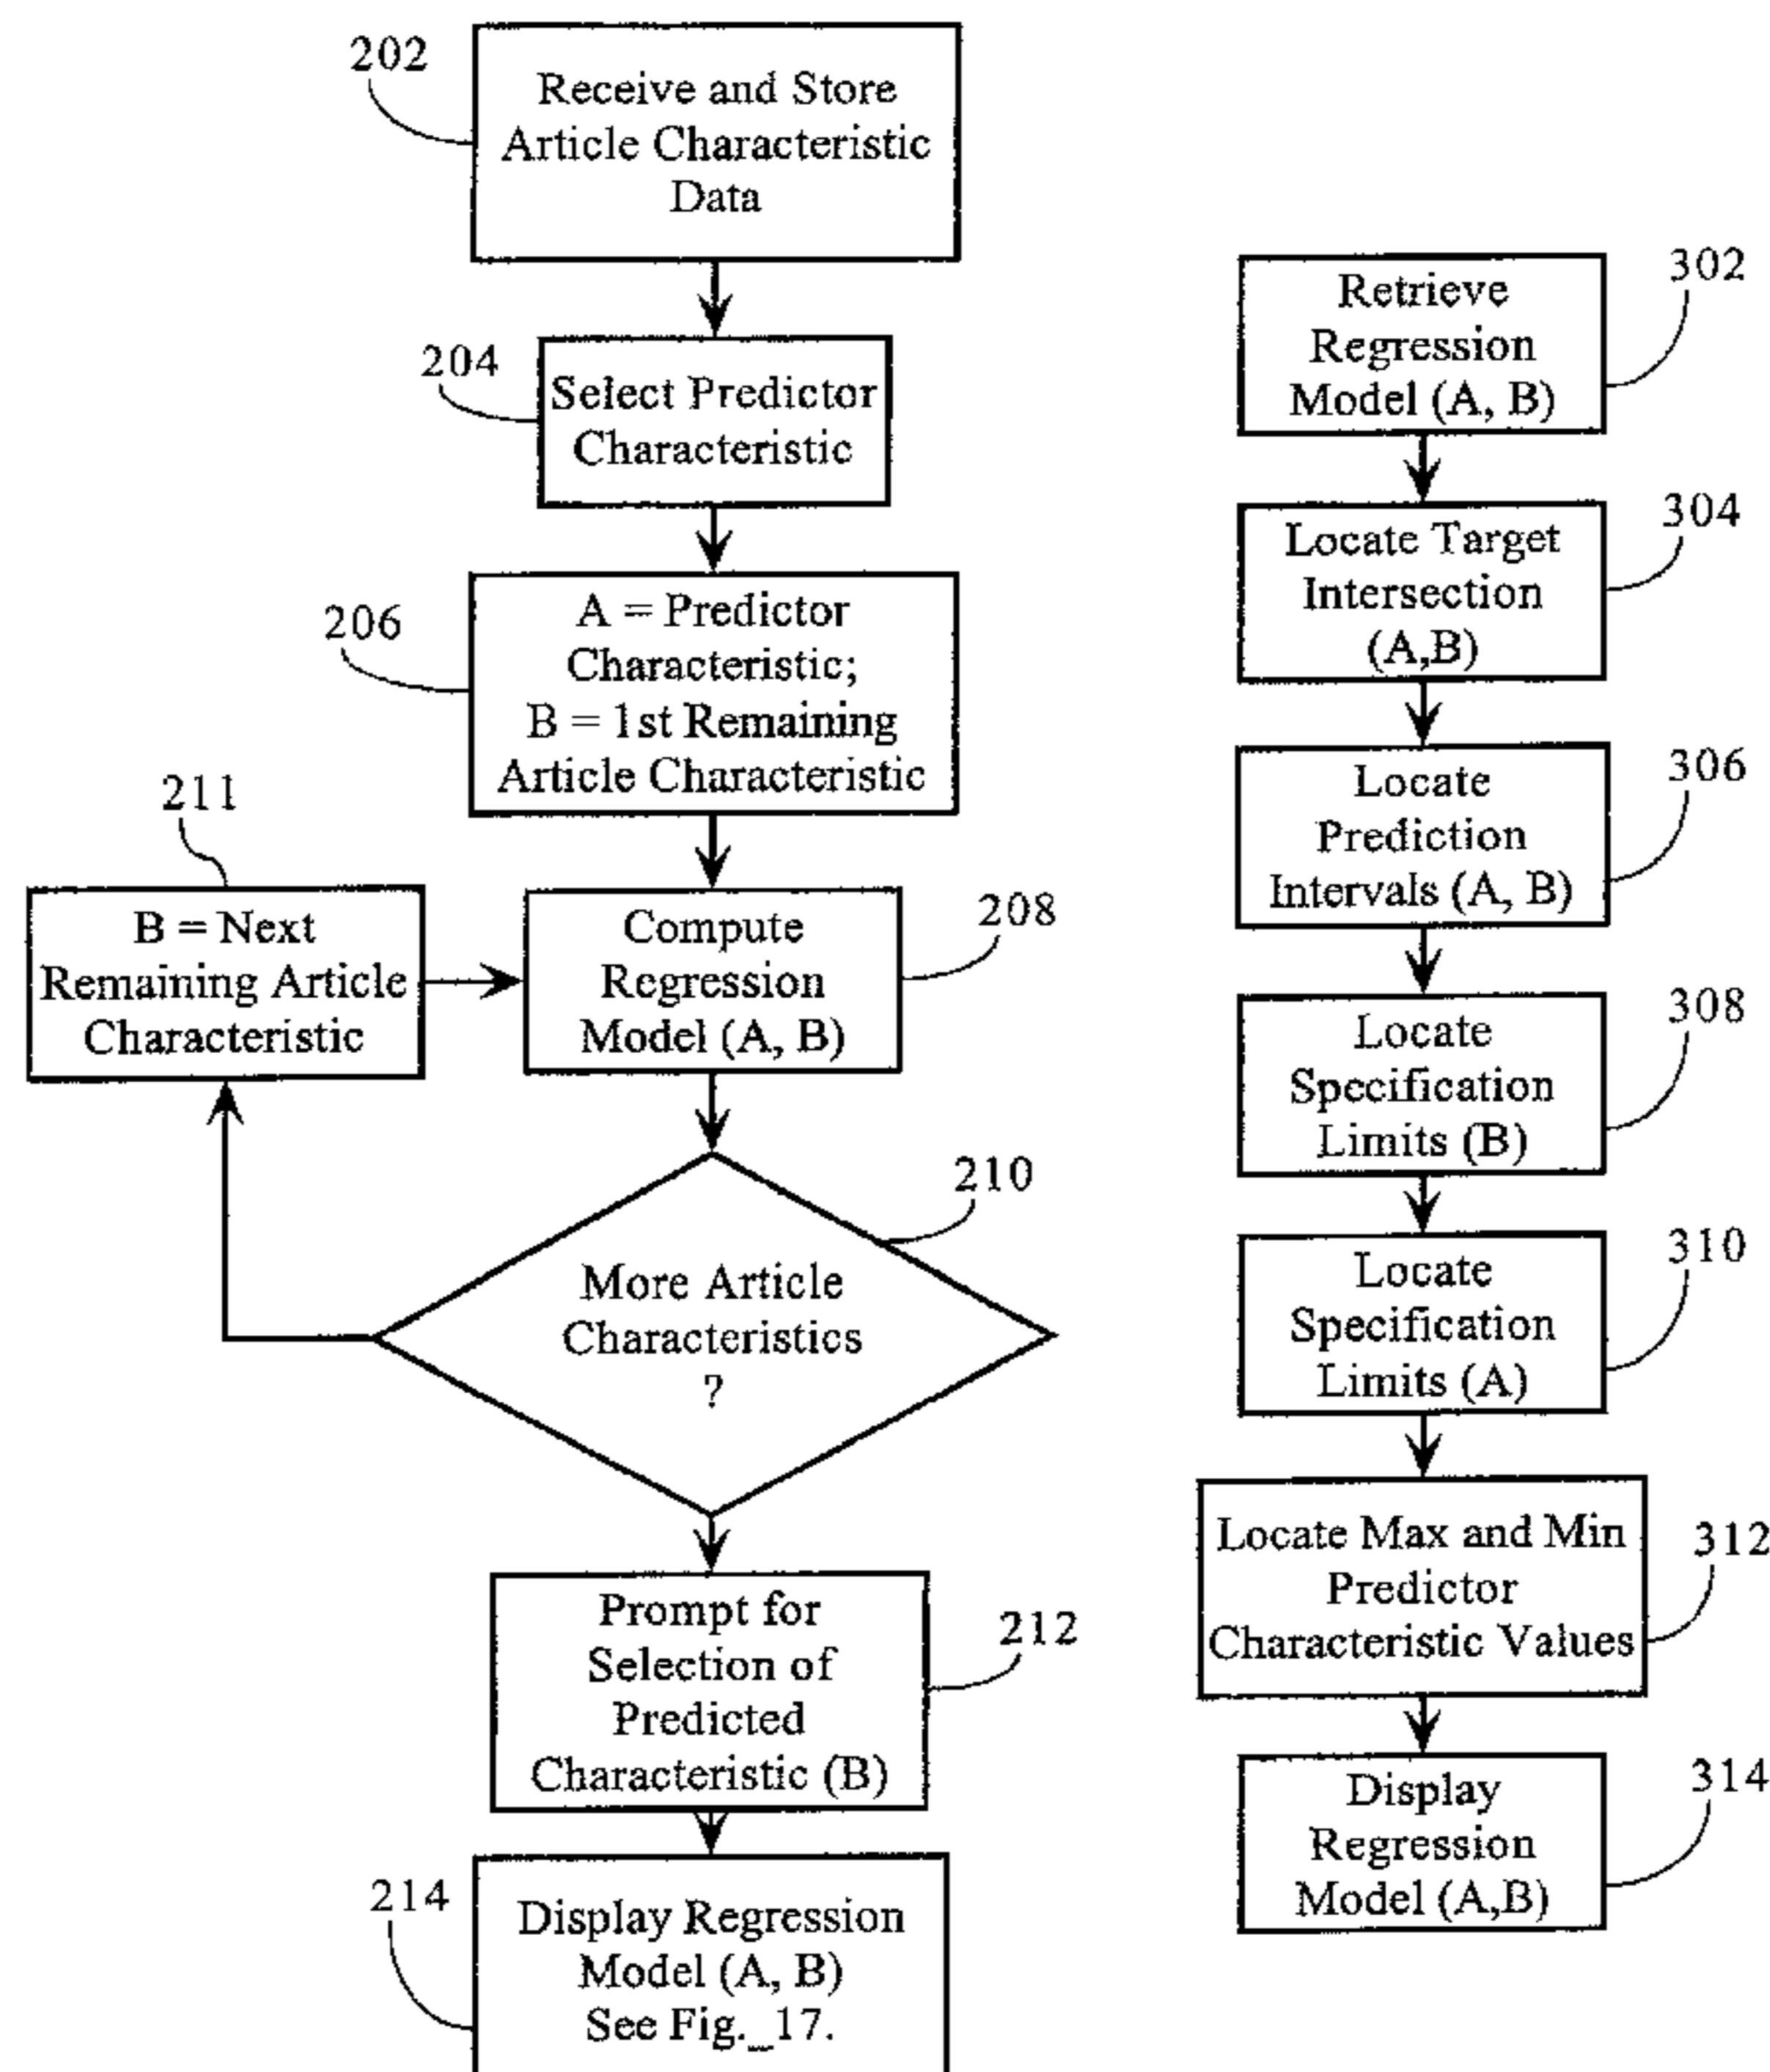 202
Receive and Store
Article Characteristic
Data
204
Select Predictor
Characteristic
206
A = Predictor
Characteristic;
B = 1st Remaining
Article Characteristic
211
B = Next
Remaining Article
Characteristic
Compute
Regression
Model (A, B)
208
More Article
Characteristics
?
210
Prompt for
Selection of
Predicted
Characteristic (B)
212
214
Display Regression
Model (A, B)
See Fig._17.
Retrieve
Regression
Model (A, B)
302
Locate Target
Intersection
(A,B)
304
Locate
Prediction
Intervals (A, B)
306
Locate
Specification
Limits (B)
308
Locate
Specification
Limits (A)
310
Locate Max and Min
Predictor
Characteristic Values
312
Display
Regression
Model (A,B)
314